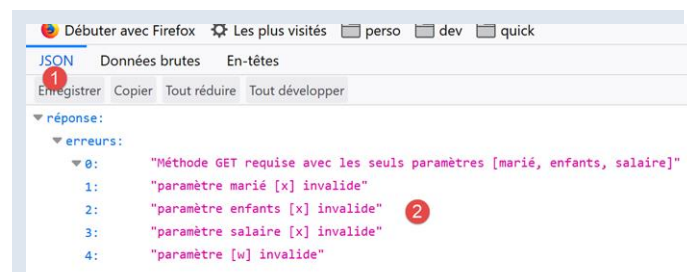 Débuter avec Firefox Les plus visités perso dev quick
JSON Données brutes En-têtes
1
Enregistrer Copier Tout réduire Tout développer
réponse:
erreurs:
0: "Méthode GET requise avec les seuls paramètres [marié, enfants, salaire]"
1: "paramètre marié [x] invalide"
2: "paramètre enfants [x] invalide" 2
3: "paramètre salaire [x] invalide"
4: "paramètre [w] invalide"